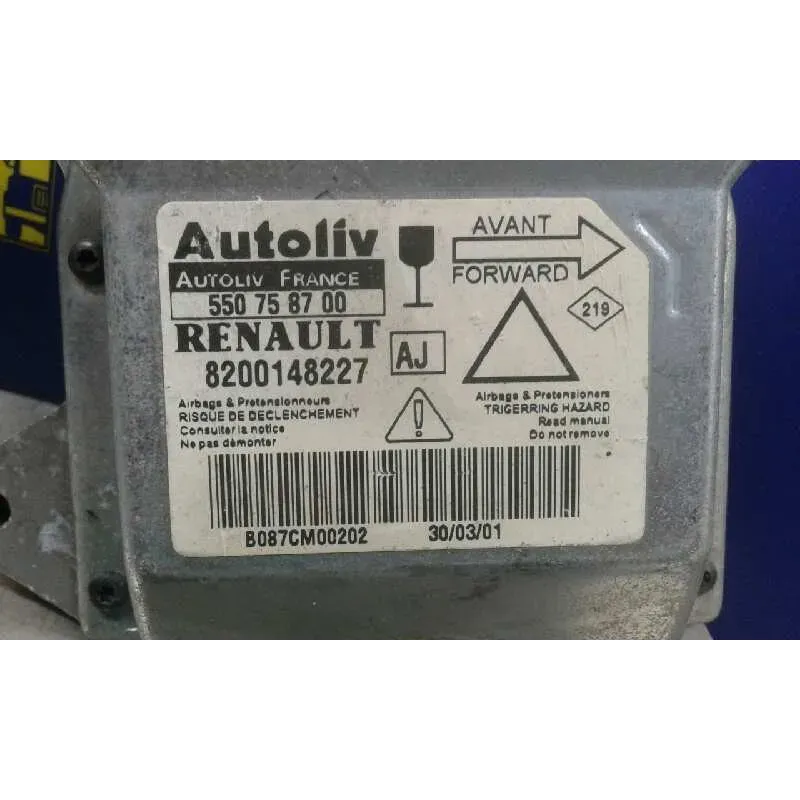 Autoliv
AUTOLIV FRANCE
550 75 87 00
RENAULT
8200148227
AJ
AVANT
FORWARD
219
Airbags & Pretensionneurs
RISQUE DE DECLENCHEMENT
Consulter la notice
Ne pas démonter
!
Airbags & Pretensioners
TRIGERRING HAZARD
Read manual
Do not remove
B087CM00202
30/03/01